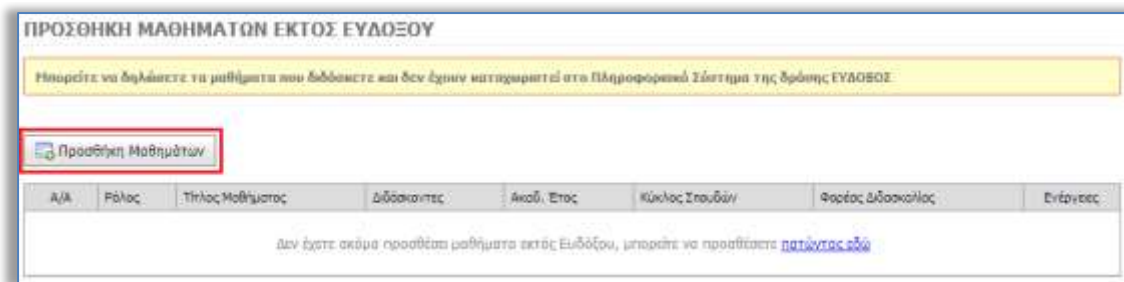 ΠΡΟΣΘΗΚΗ ΜΑΘΗΜΑΤΩΝ ΕΚΤΟΣ ΕΥΔΟΞΟΥ
Μπορείτε να δηλώσετε τα μαθήματα που διδάσκετε και δεν έχουν καταχωριστεί στο Πληροφοριακό Σύστημα της δράσης ΕΥΔΟΞΟΣ
Προσθήκη Μαθημάτων
Α/Α Ρόλος Τίτλος Μαθήματος Διδάσκοντες Ακαδ. Έτος Κύκλος Σπουδών Φορέας Διδασκαλίας Ενέργειες
Δεν έχετε ακόμα προσθέσει μαθήματα εκτός Ευδόξου, μπορείτε να προσθέσετε πατώντας εδώ